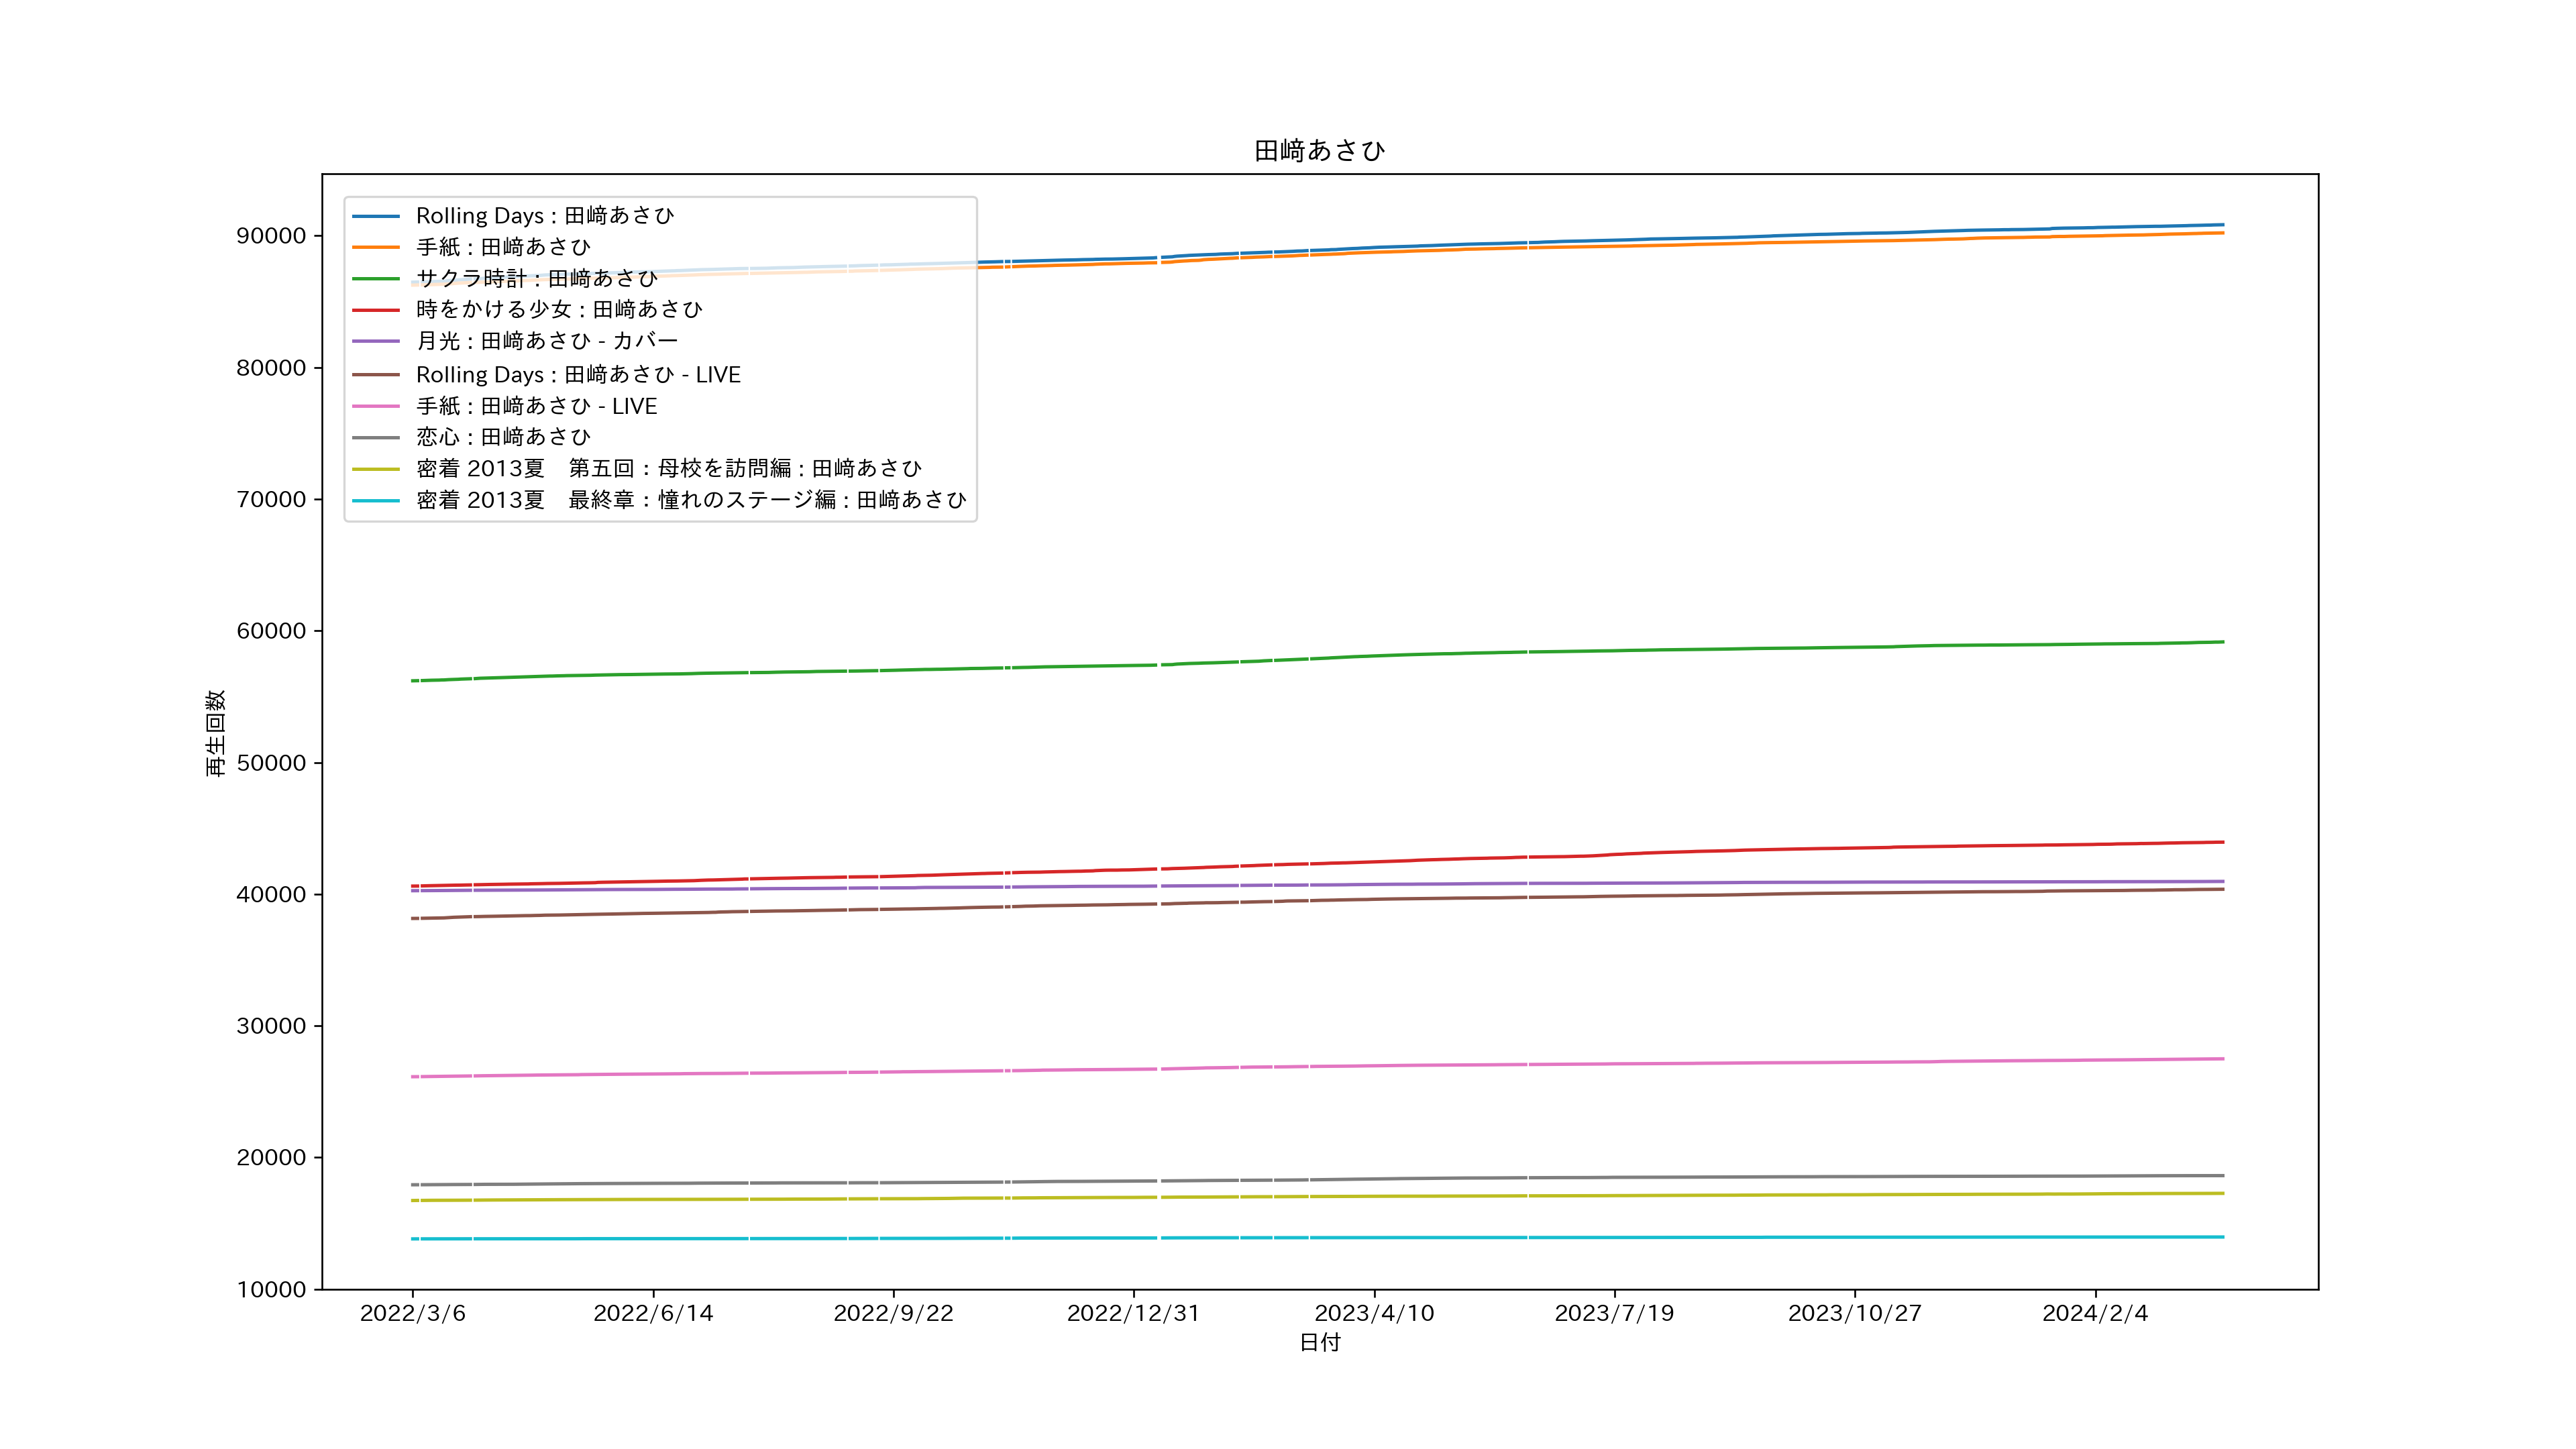 田﨑あさひ
Rolling Days : 田﨑あさひ
手紙 : 田﨑あさひ
サクラ時計 : 田﨑あさひ
時をかける少女 : 田﨑あさひ
月光 : 田﨑あさひ - カバー
Rolling Days : 田﨑あさひ - LIVE
手紙 : 田﨑あさひ - LIVE
恋心 : 田﨑あさひ
密着 2013夏　第五回：母校を訪問編 : 田﨑あさひ
密着 2013夏　最終章：憧れのステージ編 : 田﨑あさひ
90000
80000
70000
60000
50000
40000
30000
20000
10000
再生回数
2022/3/6
2022/6/14
2022/9/22
2022/12/31
2023/4/10
2023/7/19
2023/10/27
2024/2/4
日付